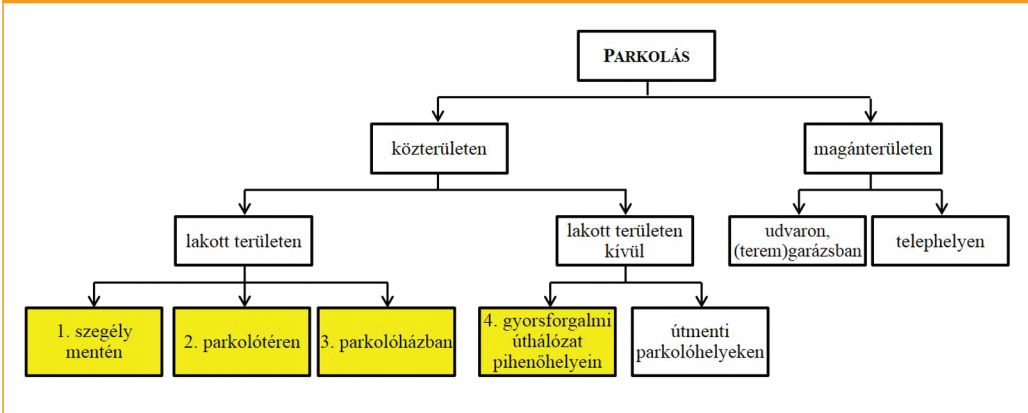 PARKOLÁS
közterületen
magánterületen
lakott területen
lakott területen
kívül
udvaron,
(terem)garázsban
telephelyen
1. szegély
mentén
2. parkolótéren
3. parkolóházban
4. gyorsforgalmi
úthálózat
pihenőhelyein
útmenti
parkolóhelyeken